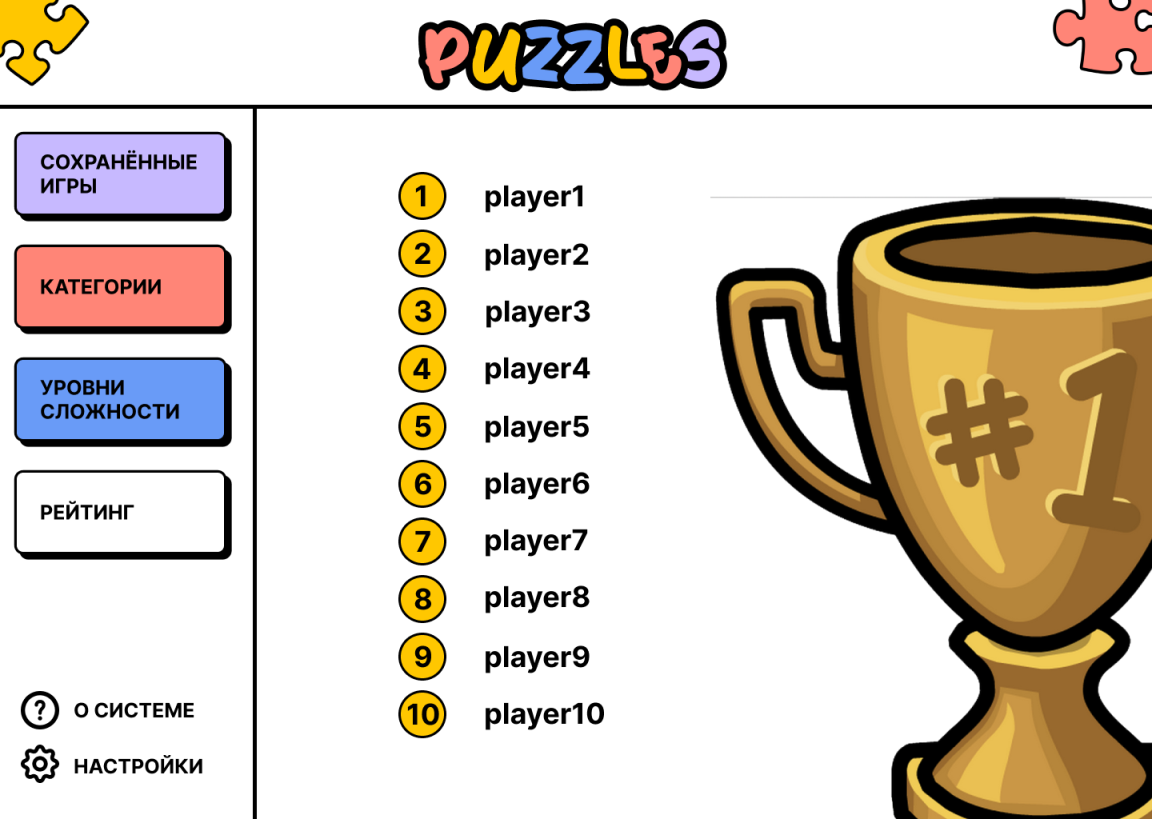 PUZZLES
СОХРАНЁННЫЕ
ИГРЫ
КАТЕГОРИИ
УРОВНИ
СЛОЖНОСТИ
РЕЙТИНГ
О СИСТЕМЕ
НАСТРОЙКИ
1 player1
2 player2
3 player3
4 player4
5 player5
6 player6
7 player7
8 player8
9 player9
10 player10
#1